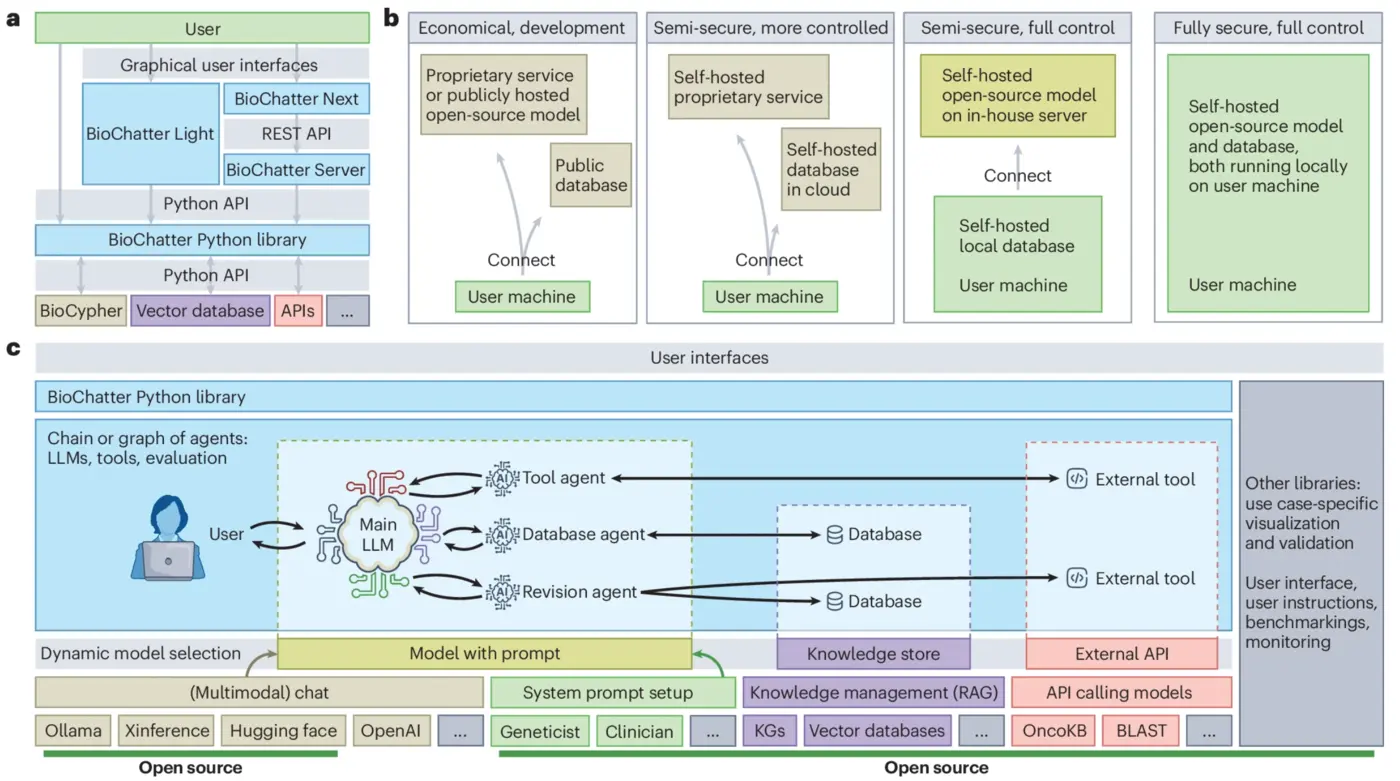 a
User
Graphical user interfaces
BioChatter Light
BioChatter Next
REST API
BioChatter Server
Python API
BioChatter Python library
Python API
BioCypher
Vector database
APIs
...
b
Economical, development
Proprietary service
or publicly hosted
open-source model
Public
database
Connect
User machine
Semi-secure, more controlled
Self-hosted
proprietary service
Self-hosted
database
in cloud
Connect
User machine
Semi-secure, full control
Self-hosted
open-source model
on in-house server
Connect
Self-hosted
local database
User machine
Fully secure, full control
Self-hosted
open-source model
and database,
both running locally
on user machine
User machine
c
User interfaces
BioChatter Python library
Chain or graph of agents:
LLMs, tools, evaluation
User
Main
LLM
AI
Tool agent
External tool
AI
Database agent
Database
AI
Revision agent
External tool
Database
Other libraries:
use case-specific
visualization
and validation
User interface,
user instructions,
benchmarkings,
monitoring
Dynamic model selection
Model with prompt
Knowledge store
External API
(Multimodal) chat
System prompt setup
Knowledge management (RAG)
API calling models
Ollama
Xinference
Hugging face
OpenAI
...
Geneticist
Clinician
...
KGs
Vector databases
...
OncoKB
BLAST
...
Open source
Open source